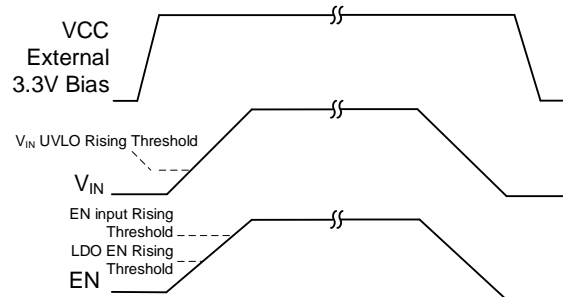 VCC
External
3.3V Bias
VIN UVLO Rising Threshold
VIN
EN input Rising
Threshold
LDO EN Rising
Threshold
EN